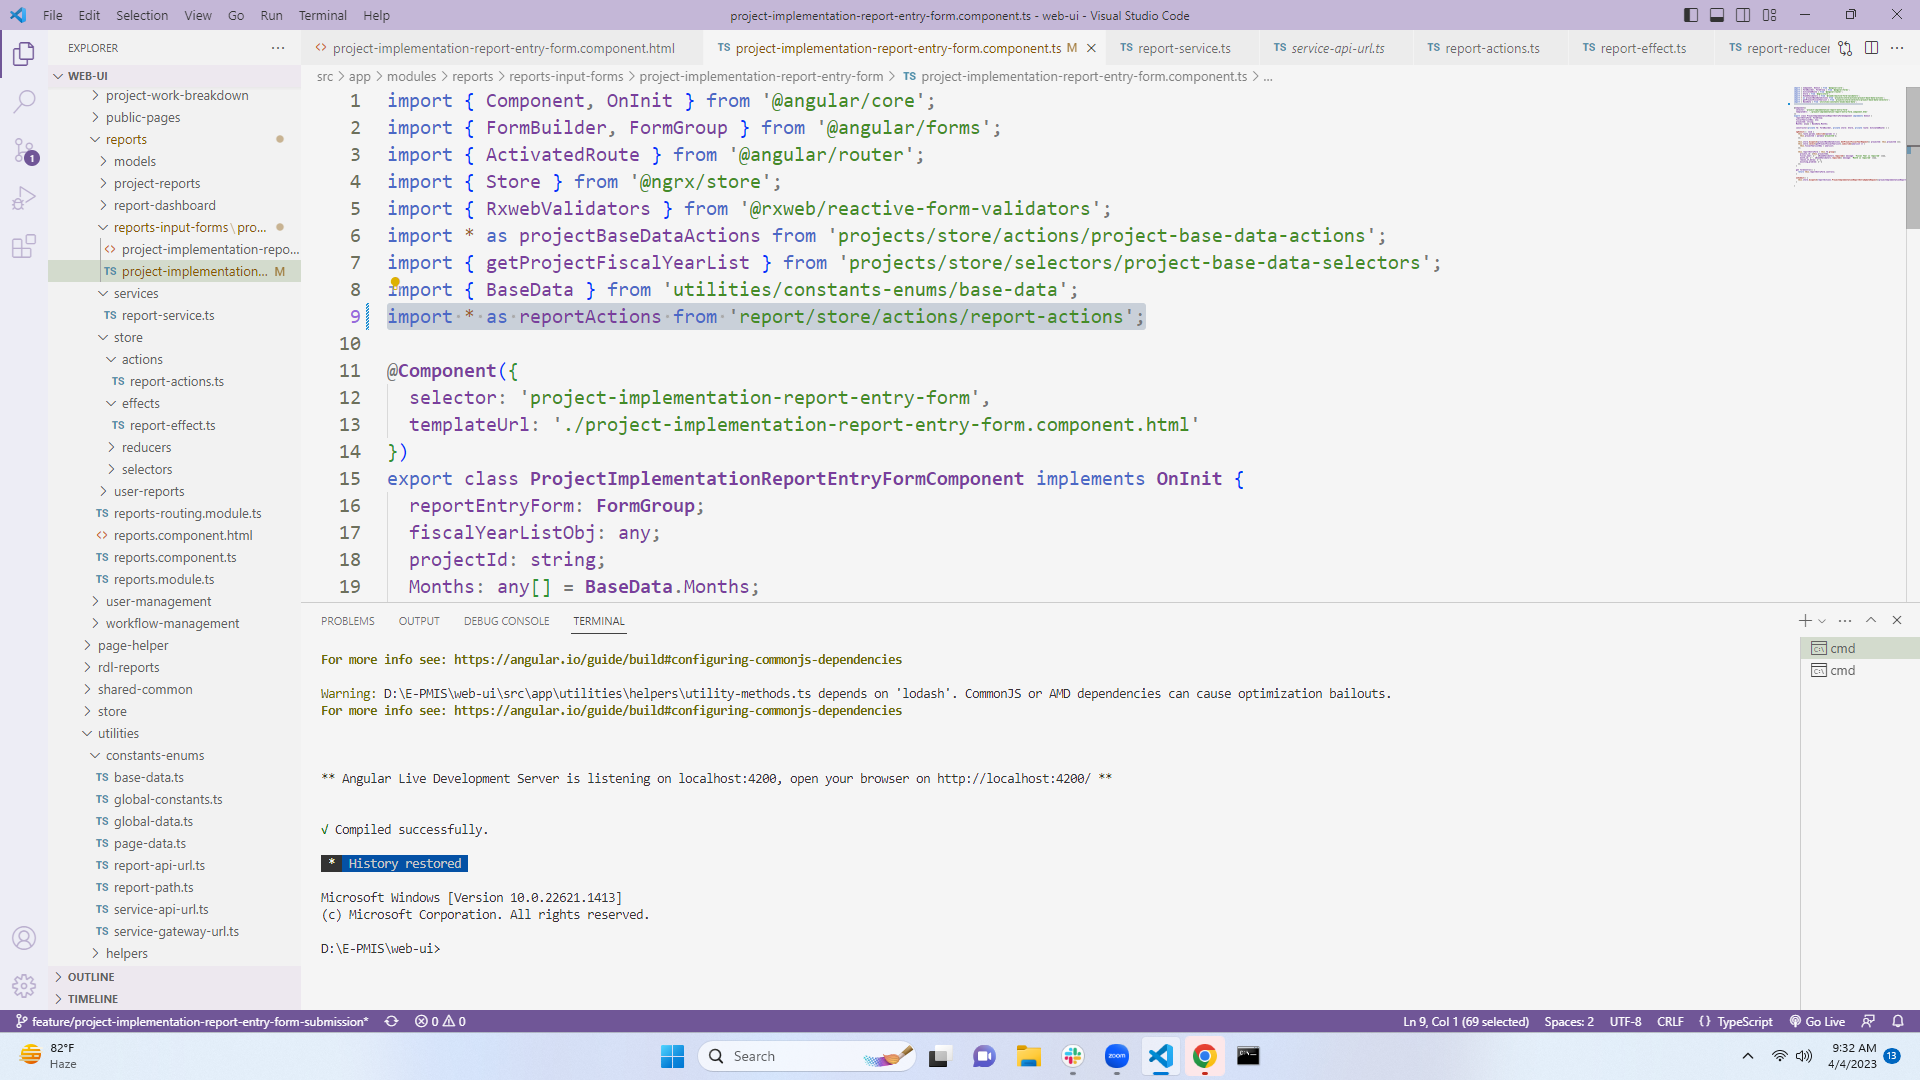 File Edit Selection View Go Run Terminal Help
project-implementation-report-entry-form.component.ts - web-ui - Visual Studio Code
EXPLORER
WEB-UI
project-work-breakdown
public-pages
reports
models
project-reports
report-dashboard
reports-input-forms \ pro...
project-implementation-repo...
TS project-implementation... M
services
TS report-service.ts
store
actions
TS report-actions.ts
effects
TS report-effect.ts
reducers
selectors
user-reports
TS reports-routing.module.ts
reports.component.html
TS reports.component.ts
TS reports.module.ts
user-management
workflow-management
page-helper
rdl-reports
shared-common
store
utilities
constants-enums
TS base-data.ts
TS global-constants.ts
TS global-data.ts
TS page-data.ts
TS report-api-url.ts
TS report-path.ts
TS service-api-url.ts
TS service-gateway-url.ts
helpers
OUTLINE
TIMELINE
project-implementation-report-entry-form.component.html
TS project-implementation-report-entry-form.component.ts M
TS report-service.ts
TS service-api-url.ts
TS report-actions.ts
TS report-effect.ts
TS report-reducer
src > app > modules > reports > reports-input-forms > project-implementation-report-entry-form > TS project-implementation-report-entry-form.component.ts > ...
1 import { Component, OnInit } from '@angular/core';
2 import { FormBuilder, FormGroup } from '@angular/forms';
3 import { ActivatedRoute } from '@angular/router';
4 import { Store } from '@ngrx/store';
5 import { RxwebValidators } from '@rxweb/reactive-form-validators';
6 import * as projectBaseDataActions from 'projects/store/actions/project-base-data-actions';
7 import { getProjectFiscalYearList } from 'projects/store/selectors/project-base-data-selectors';
8 import { BaseData } from 'utilities/constants-enums/base-data';
9 import * as reportActions from 'report/store/actions/report-actions';
10
11 @Component({
12 selector: 'project-implementation-report-entry-form',
13 templateUrl: './project-implementation-report-entry-form.component.html'
14 })
15 export class ProjectImplementationReportEntryFormComponent implements OnInit {
16 reportEntryForm: FormGroup;
17 fiscalYearListObj: any;
18 projectId: string;
19 Months: any[] = BaseData.Months;
PROBLEMS OUTPUT DEBUG CONSOLE TERMINAL
For more info see: https://angular.io/guide/build#configuring-commonjs-dependencies
Warning: D:\E-PMIS\web-ui\src\app\utilities\helpers\utility-methods.ts depends on 'lodash'. CommonJS or AMD dependencies can cause optimization bailouts.
For more info see: https://angular.io/guide/build#configuring-commonjs-dependencies
** Angular Live Development Server is listening on localhost:4200, open your browser on http://localhost:4200/ **
√ Compiled successfully.
* History restored
Microsoft Windows [Version 10.0.22621.1413]
(c) Microsoft Corporation. All rights reserved.
D:\E-PMIS\web-ui>
cmd
cmd
1
feature/project-implementation-report-entry-form-submission* 0 0
Ln 9, Col 1 (69 selected) Spaces: 2 UTF-8 CRLF {} TypeScript Go Live
82°F
Haze
Search
zoom
9:32 AM
4/4/2023
13